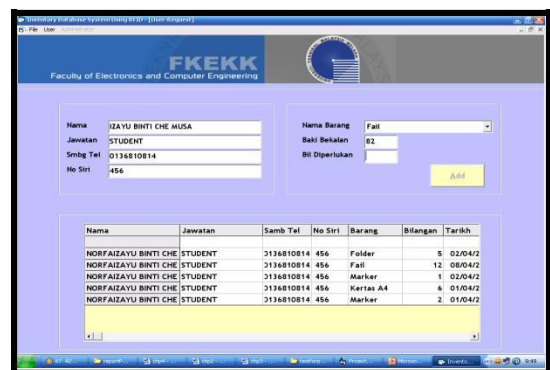 Inventory Database System Using RFID - [User-Request]
File User Administrator
FKEKK
Faculty of Electronics and Computer Engineering
Nama IZAYU BINTI CHE MUSA
Jawatan STUDENT
Smbg Tel 0136810814
No Siri 456
Nama Barang Fail
Baki Bekalan 82
Bil Diperlukan
Add
Nama Jawatan Samb Tel No Siri Barang Bilangan Tarikh
NORFAIZAYU BINTI CHE STUDENT 0136810814 456 Folder 5 02/04/2
NORFAIZAYU BINTI CHE STUDENT 0136810814 456 Fail 12 08/04/2
NORFAIZAYU BINTI CHE STUDENT 0136810814 456 Marker 1 02/04/2
NORFAIZAYU BINTI CHE STUDENT 0136810814 456 Kertas A4 6 01/04/2
NORFAIZAYU BINTI CHE STUDENT 0136810814 456 Marker 2 01/04/2
9:49